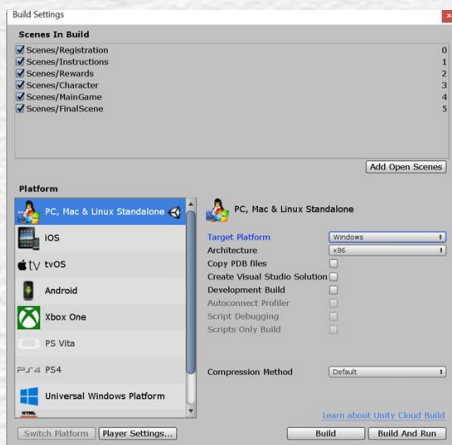 Build Settings
Scenes In Build
Scenes/Registration 0
Scenes/Instructions 1
Scenes/Rewards 2
Scenes/Character 3
Scenes/MainGame 4
Scenes/FinalScene 5
Add Open Scenes
Platform
PC, Mac & Linux Standalone
iOS
tv tvOS
Android
Xbox One
PS Vita
PS4 PS4
Universal Windows Platform
HTML
Switch Platform
Player Settings...
PC, Mac & Linux Standalone
Target Platform Windows
Architecture x86
Copy PDB files
Create Visual Studio Solution
Development Build
Autoconnect Profiler
Script Debugging
Scripts Only Build
Compression Method Default
Learn about Unity Cloud Build
Build
Build And Run